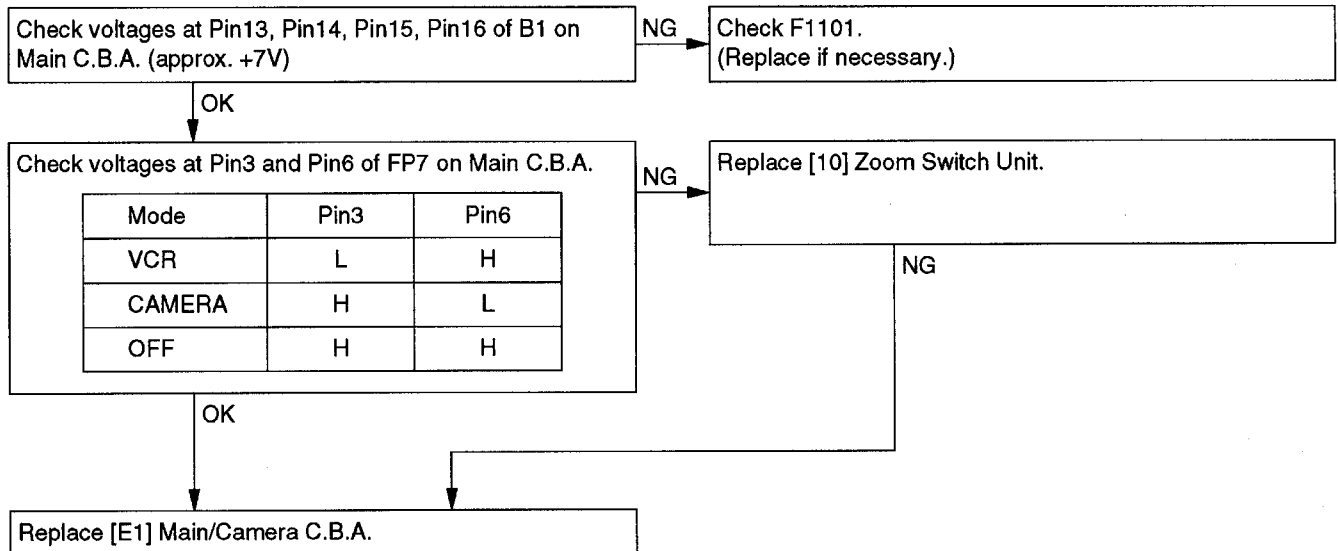 Check voltages at Pin13, Pin14, Pin15, Pin16 of B1 on
Main C.B.A. (approx. +7V)
NG
Check F1101.
(Replace if necessary.)
OK
Check voltages at Pin3 and Pin6 of FP7 on Main C.B.A.
Mode Pin3 Pin6
VCR L H
CAMERA H L
OFF H H
NG
Replace [10] Zoom Switch Unit.
NG
OK
Replace [E1] Main/Camera C.B.A.